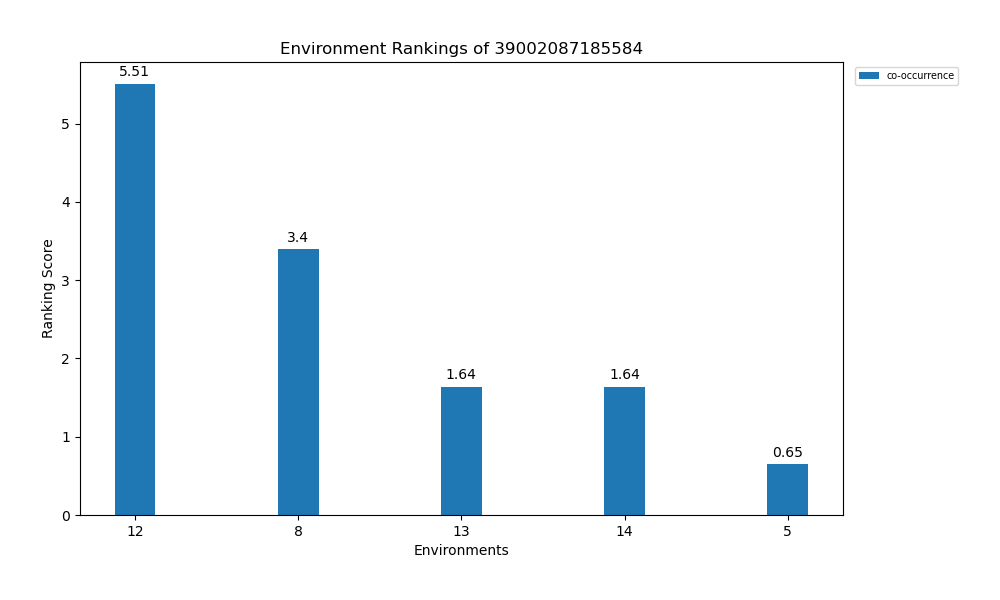 Environment Rankings of 39002087185584
co-occurrence
5.51
3.4
1.64
1.64
0.65
Ranking Score
5
4
3
2
1
0
12 8 13 14 5
Environments